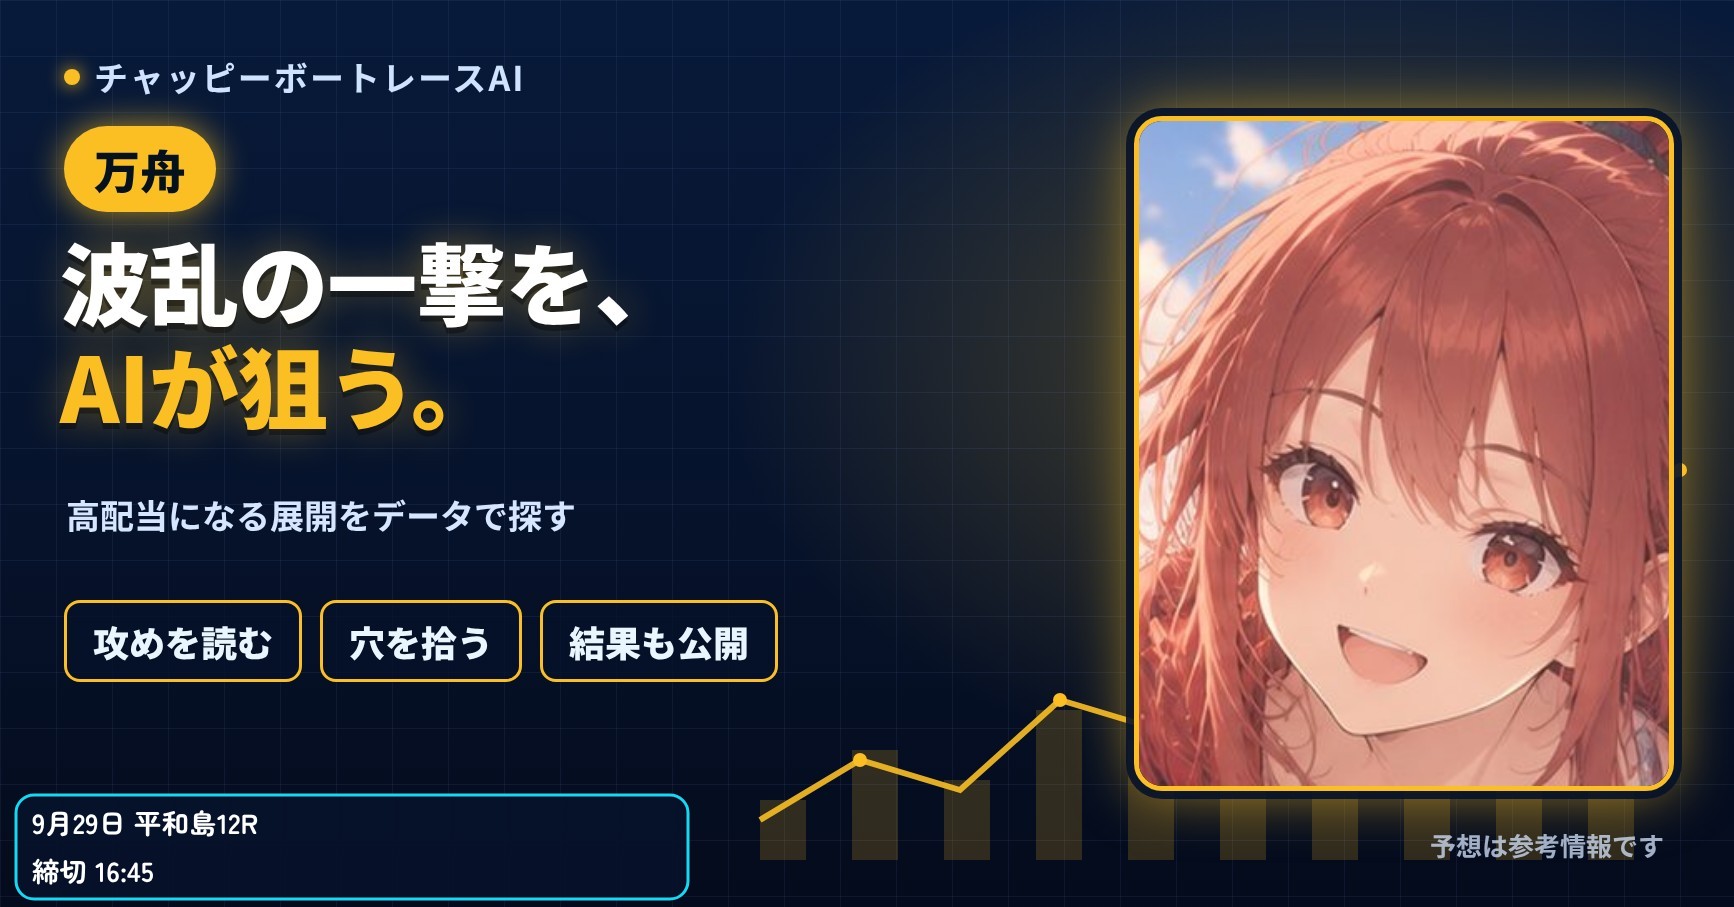 チャッピーボートレースAI
万舟
波乱の一撃を、
AIが狙う。
高配当になる展開をデータで探す
攻めを読む
穴を拾う
結果も公開
9月29日 平和島12R
締切 16:45
予想は参考情報です